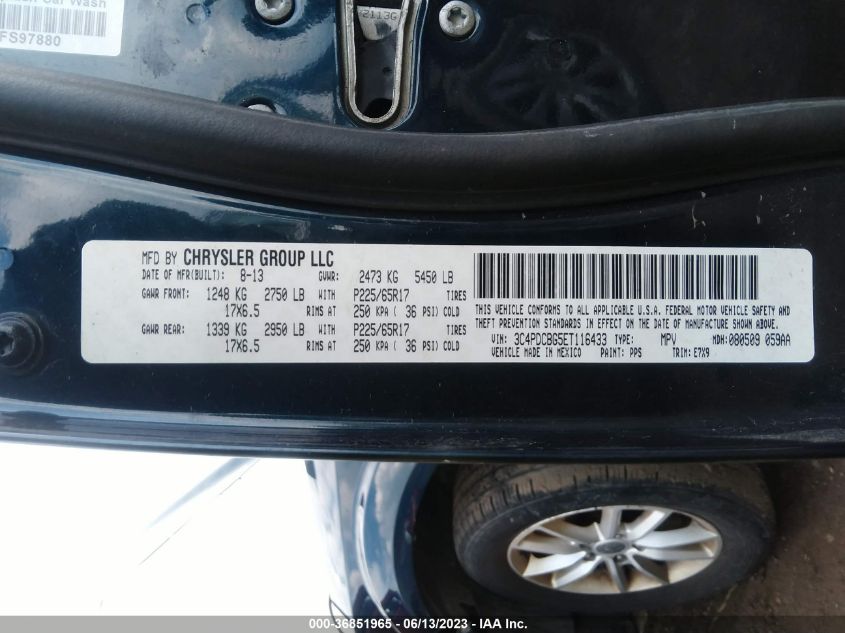 Car Wash
FS97880
2113G
MFD BY CHRYSLER GROUP LLC
DATE OF MFR(BUILT): 8-13 GVWR: 2473 KG 5450 LB
GAWR FRONT: 1248 KG 2750 LB WITH P225/65R17 TIRES
17X6.5 RIMS AT 250 KPA ( 36 PSI) COLD
GAWR REAR: 1339 KG 2950 LB WITH P225/65R17 TIRES
17X6.5 RIMS AT 250 KPA ( 36 PSI) COLD
THIS VEHICLE CONFORMS TO ALL APPLICABLE U.S.A. FEDERAL MOTOR VEHICLE SAFETY AND
THEFT PREVENTION STANDARDS IN EFFECT ON THE DATE OF MANUFACTURE SHOWN ABOVE.
VIN: 3C4PDCBG5ET116433 TYPE: MPV MDH: 080509 059AA
VEHICLE MADE IN MEXICO PAINT: PPS TRIM: E7X9
000-36851965 - 06/13/2023 - IAA Inc.